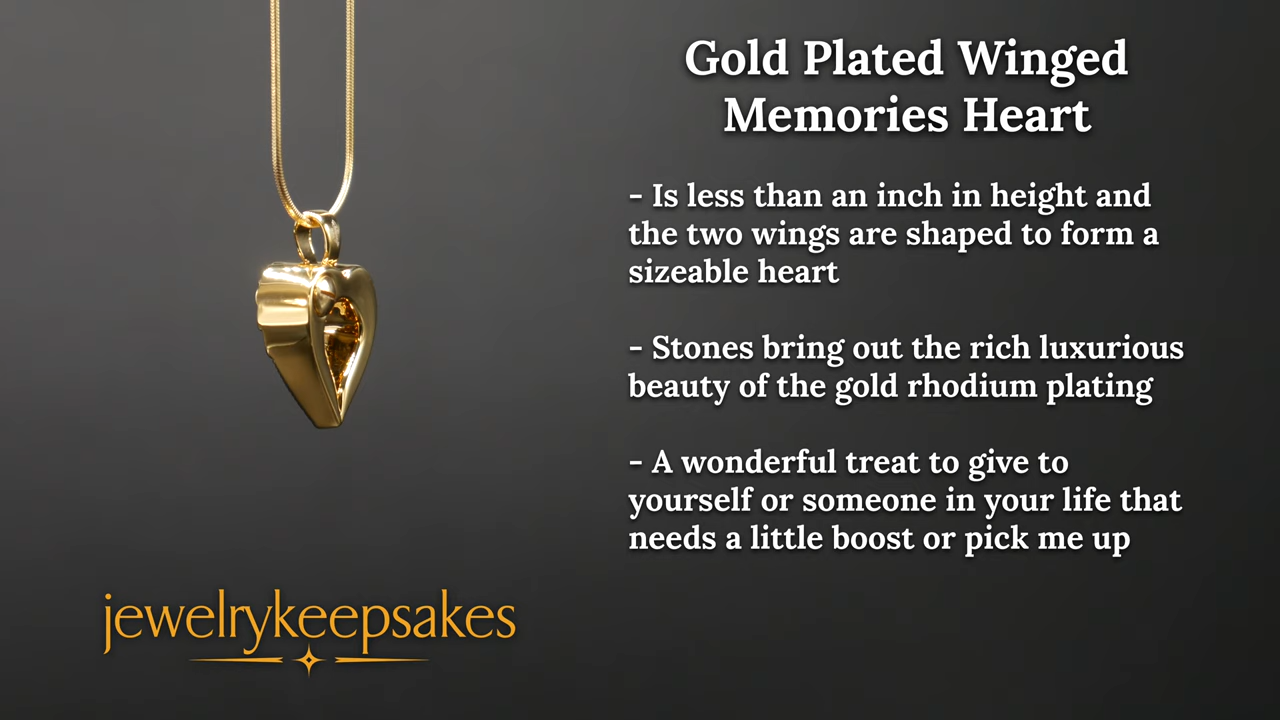 Gold Plated Winged
Memories Heart
- Is less than an inch in height and
the two wings are shaped to form a
sizeable heart
- Stones bring out the rich luxurious
beauty of the gold rhodium plating
- A wonderful treat to give to
yourself or someone in your life that
needs a little boost or pick me up
jewelrykeepsakes